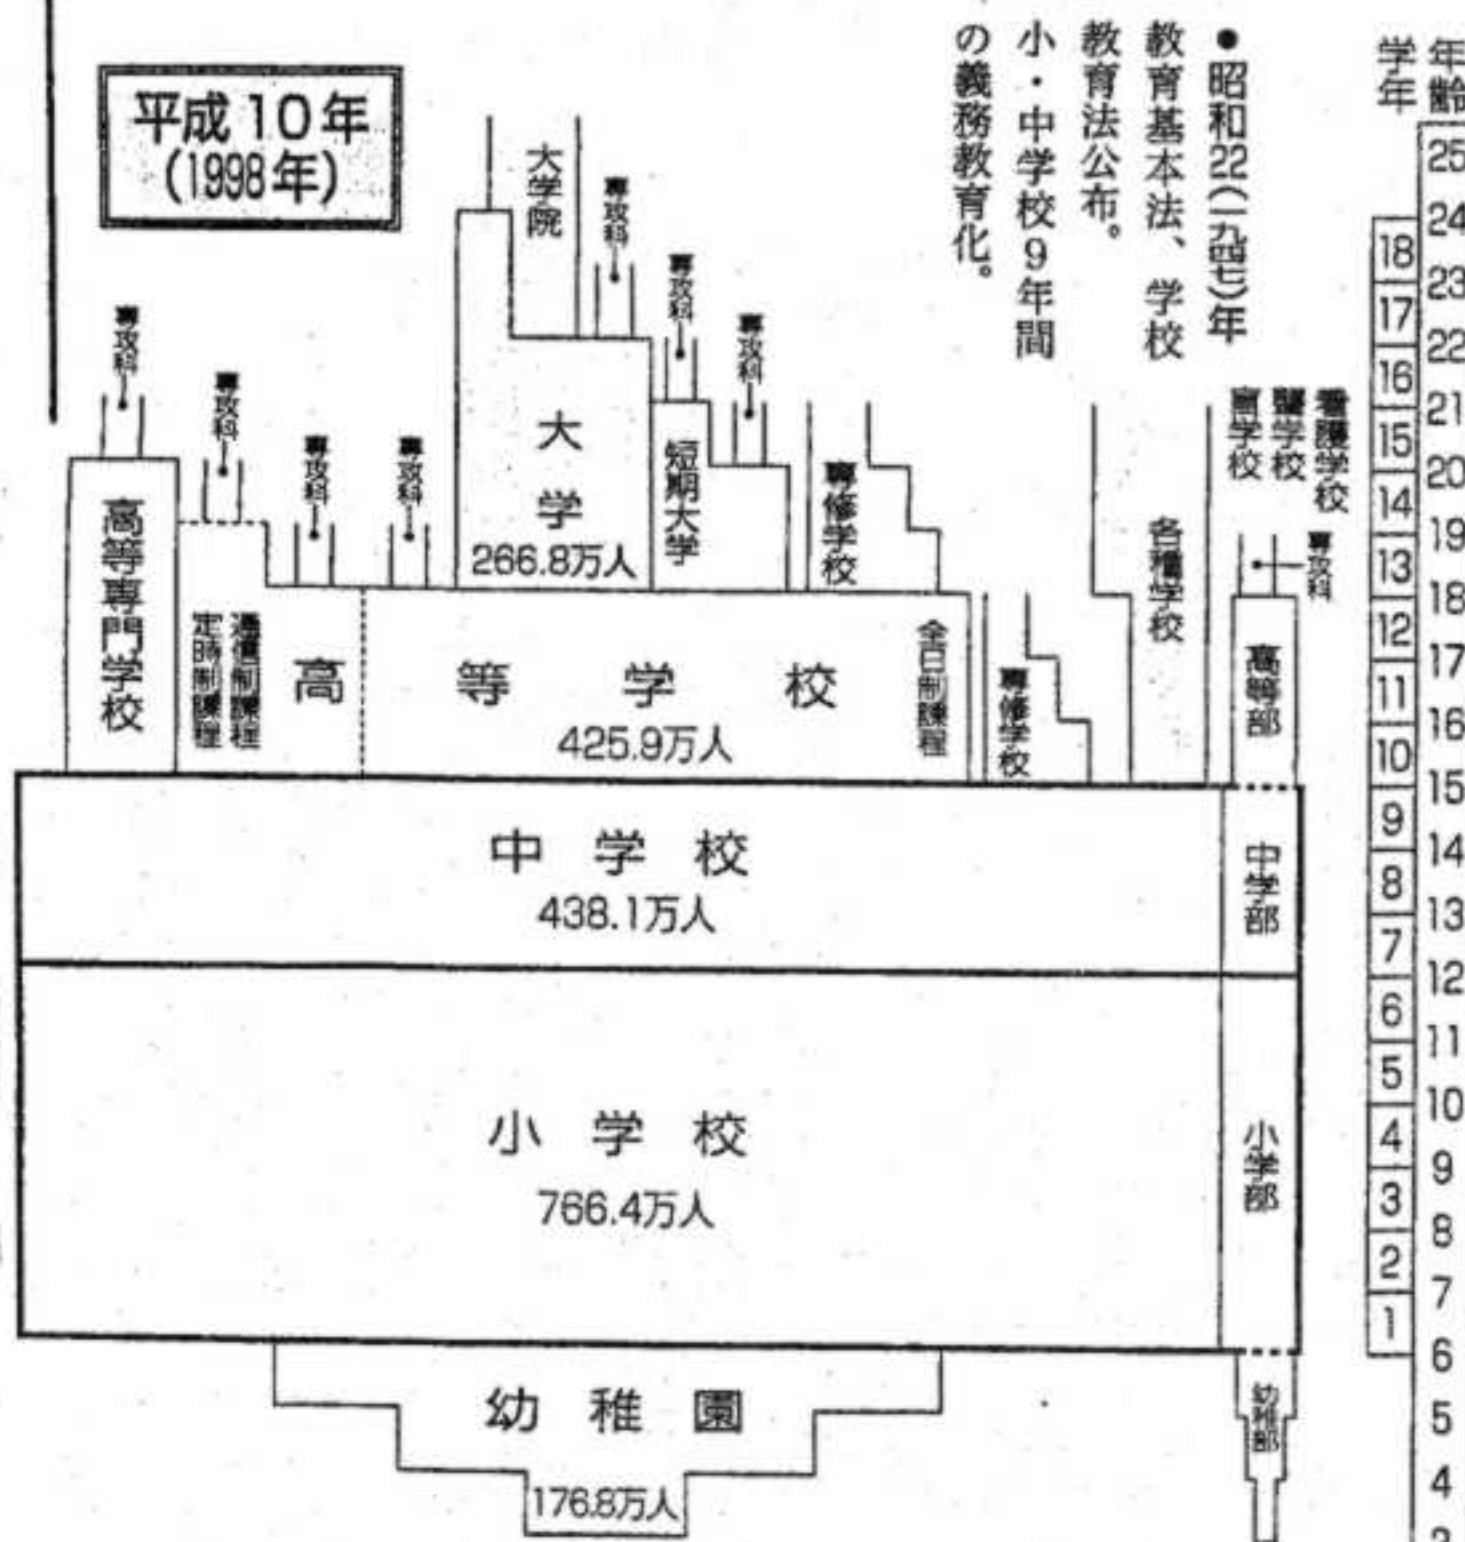 平成10年
(1998年)
●昭和22(一九四七)年
教育基本法、学校
教育法公布。
小・中学校9年間
の義務教育化。
年齢
学年
大学院
専攻科
専攻科
専攻科
専攻科
専攻科
専攻科
専攻科
大学
266.8万人
短期大学
専修学校
各種学校
盲学校
聾学校
養護学校
専攻科
高等専門学校
定時制課程
通信制課程
高等学校
425.9万人
全日制課程
専修学校
高等部
中学校
438.1万人
中学部
小学校
766.4万人
小学部
幼稚園
176.8万人
幼稚部
18
17
16
15
14
13
12
11
10
9
8
7
6
5
4
3
2
1
25
24
23
22
21
20
19
18
17
16
15
14
13
12
11
10
9
8
7
6
5
4